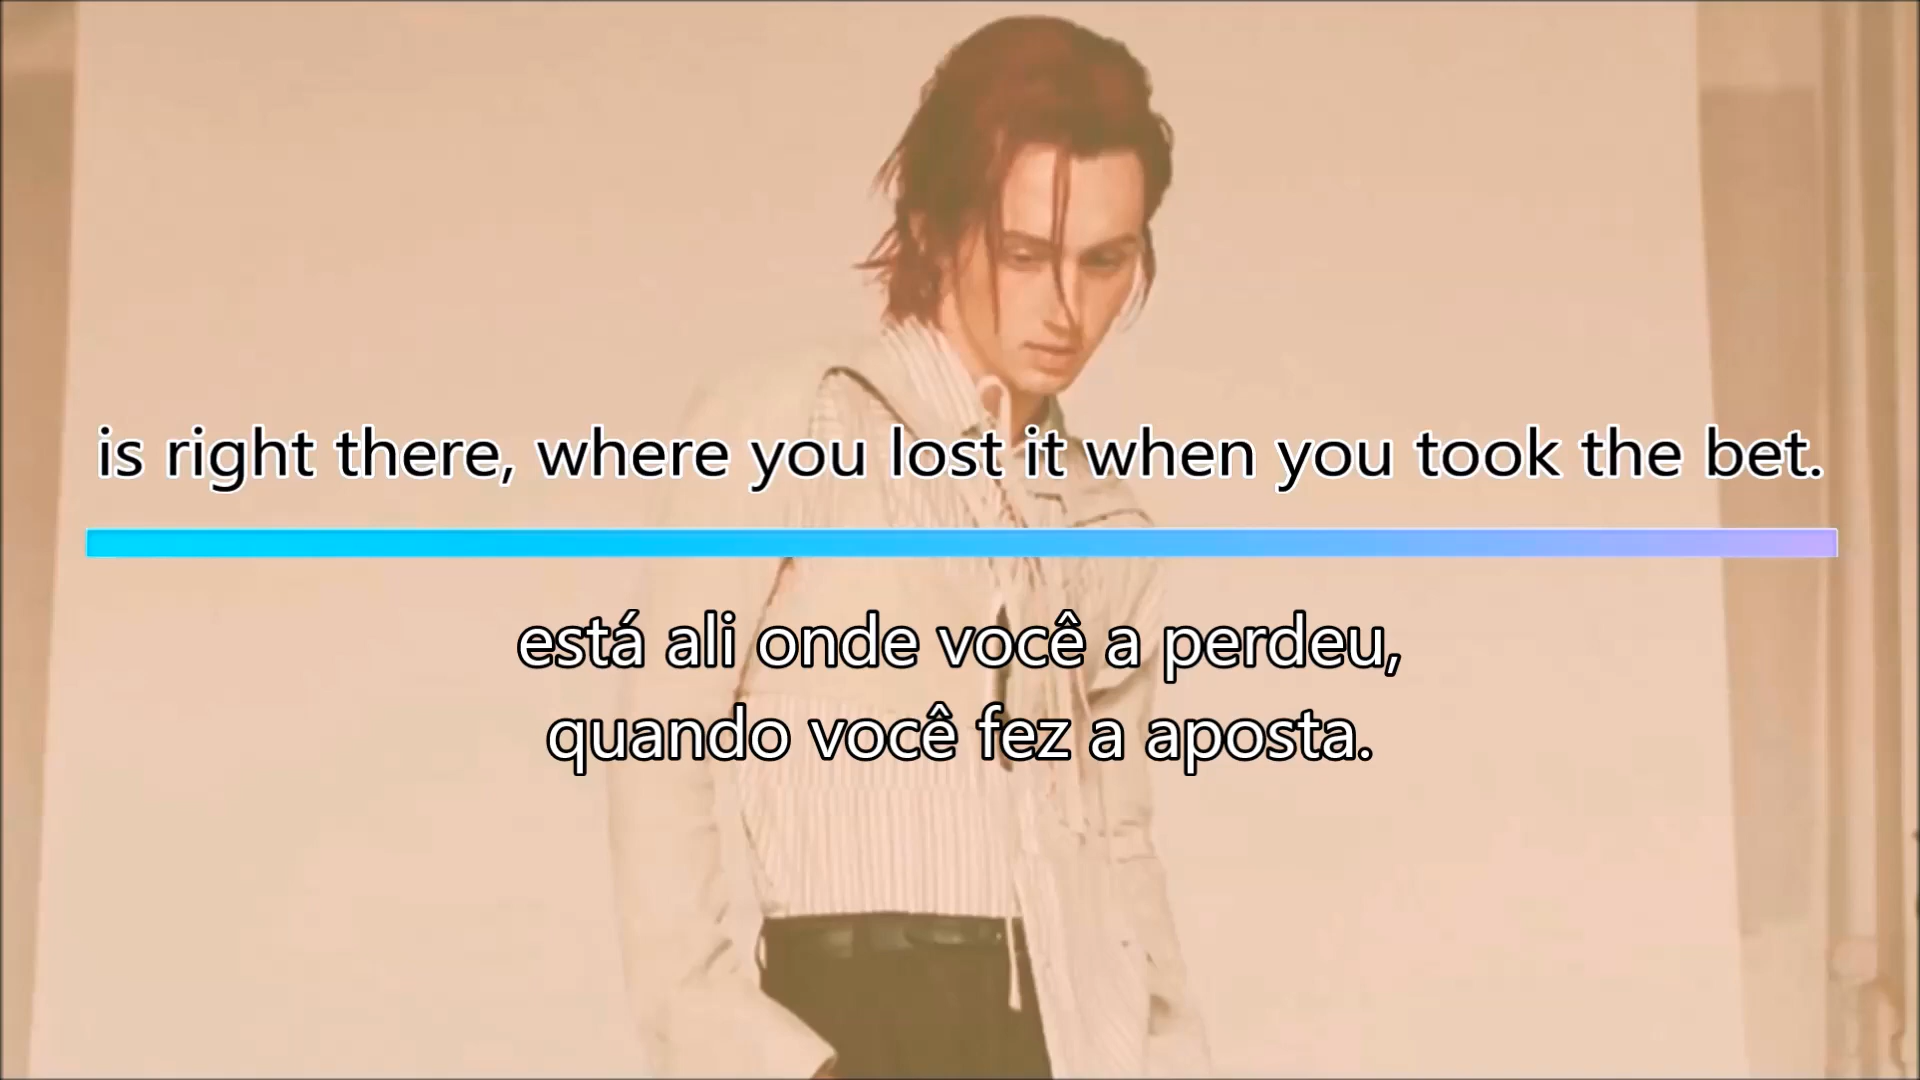 is right there, where you lost it when you took the bet.
está ali onde você a perdeu,
quando você fez a aposta.